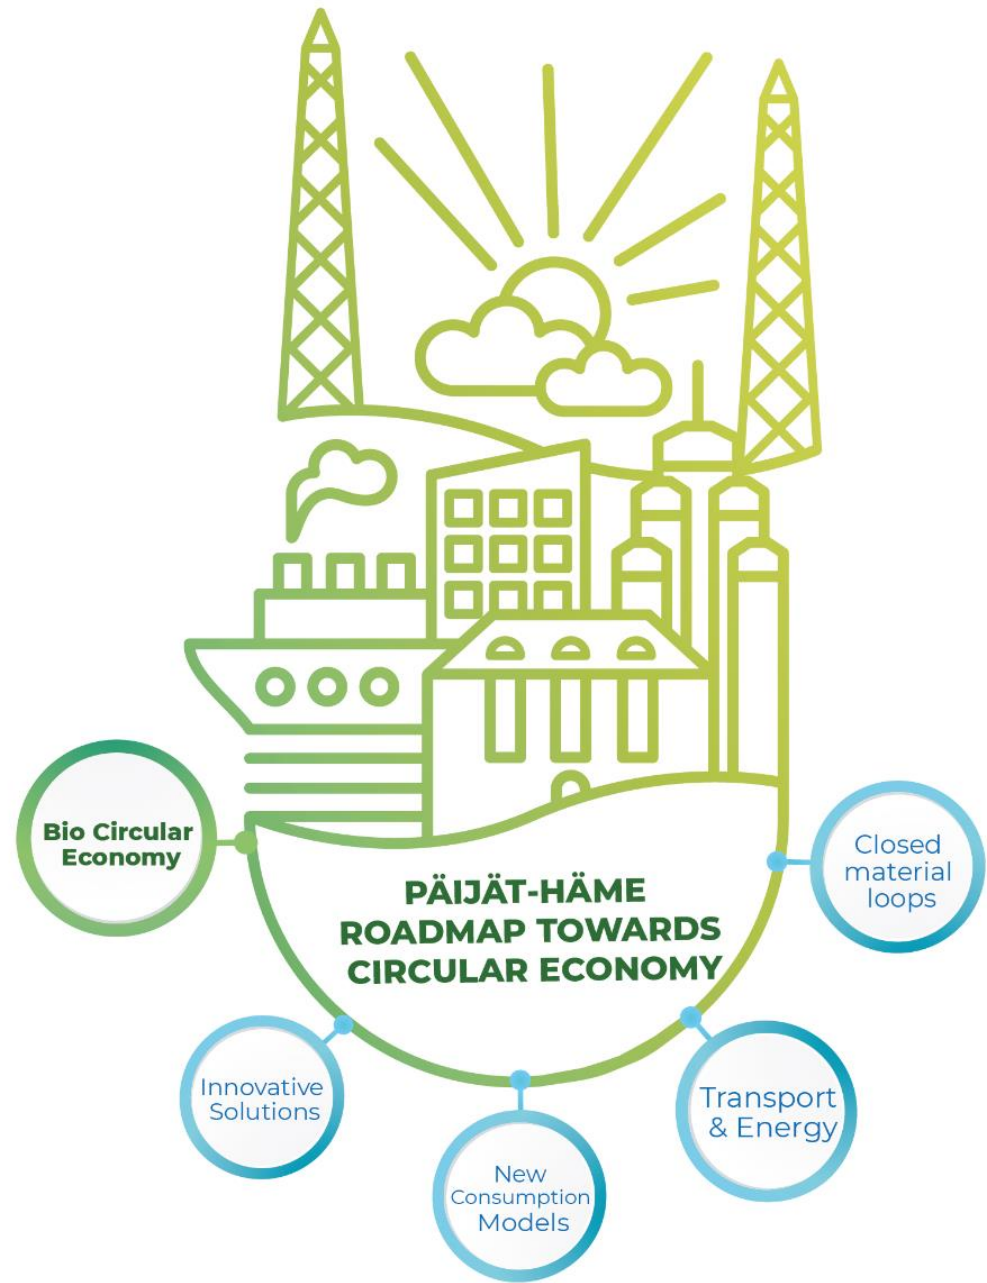 Bio Circular
Economy
PÄIJÄT-HÄME
ROADMAP TOWARDS
CIRCULAR ECONOMY
Closed
material
loops
Innovative
Solutions
New
Consumption
Models
Transport
& Energy